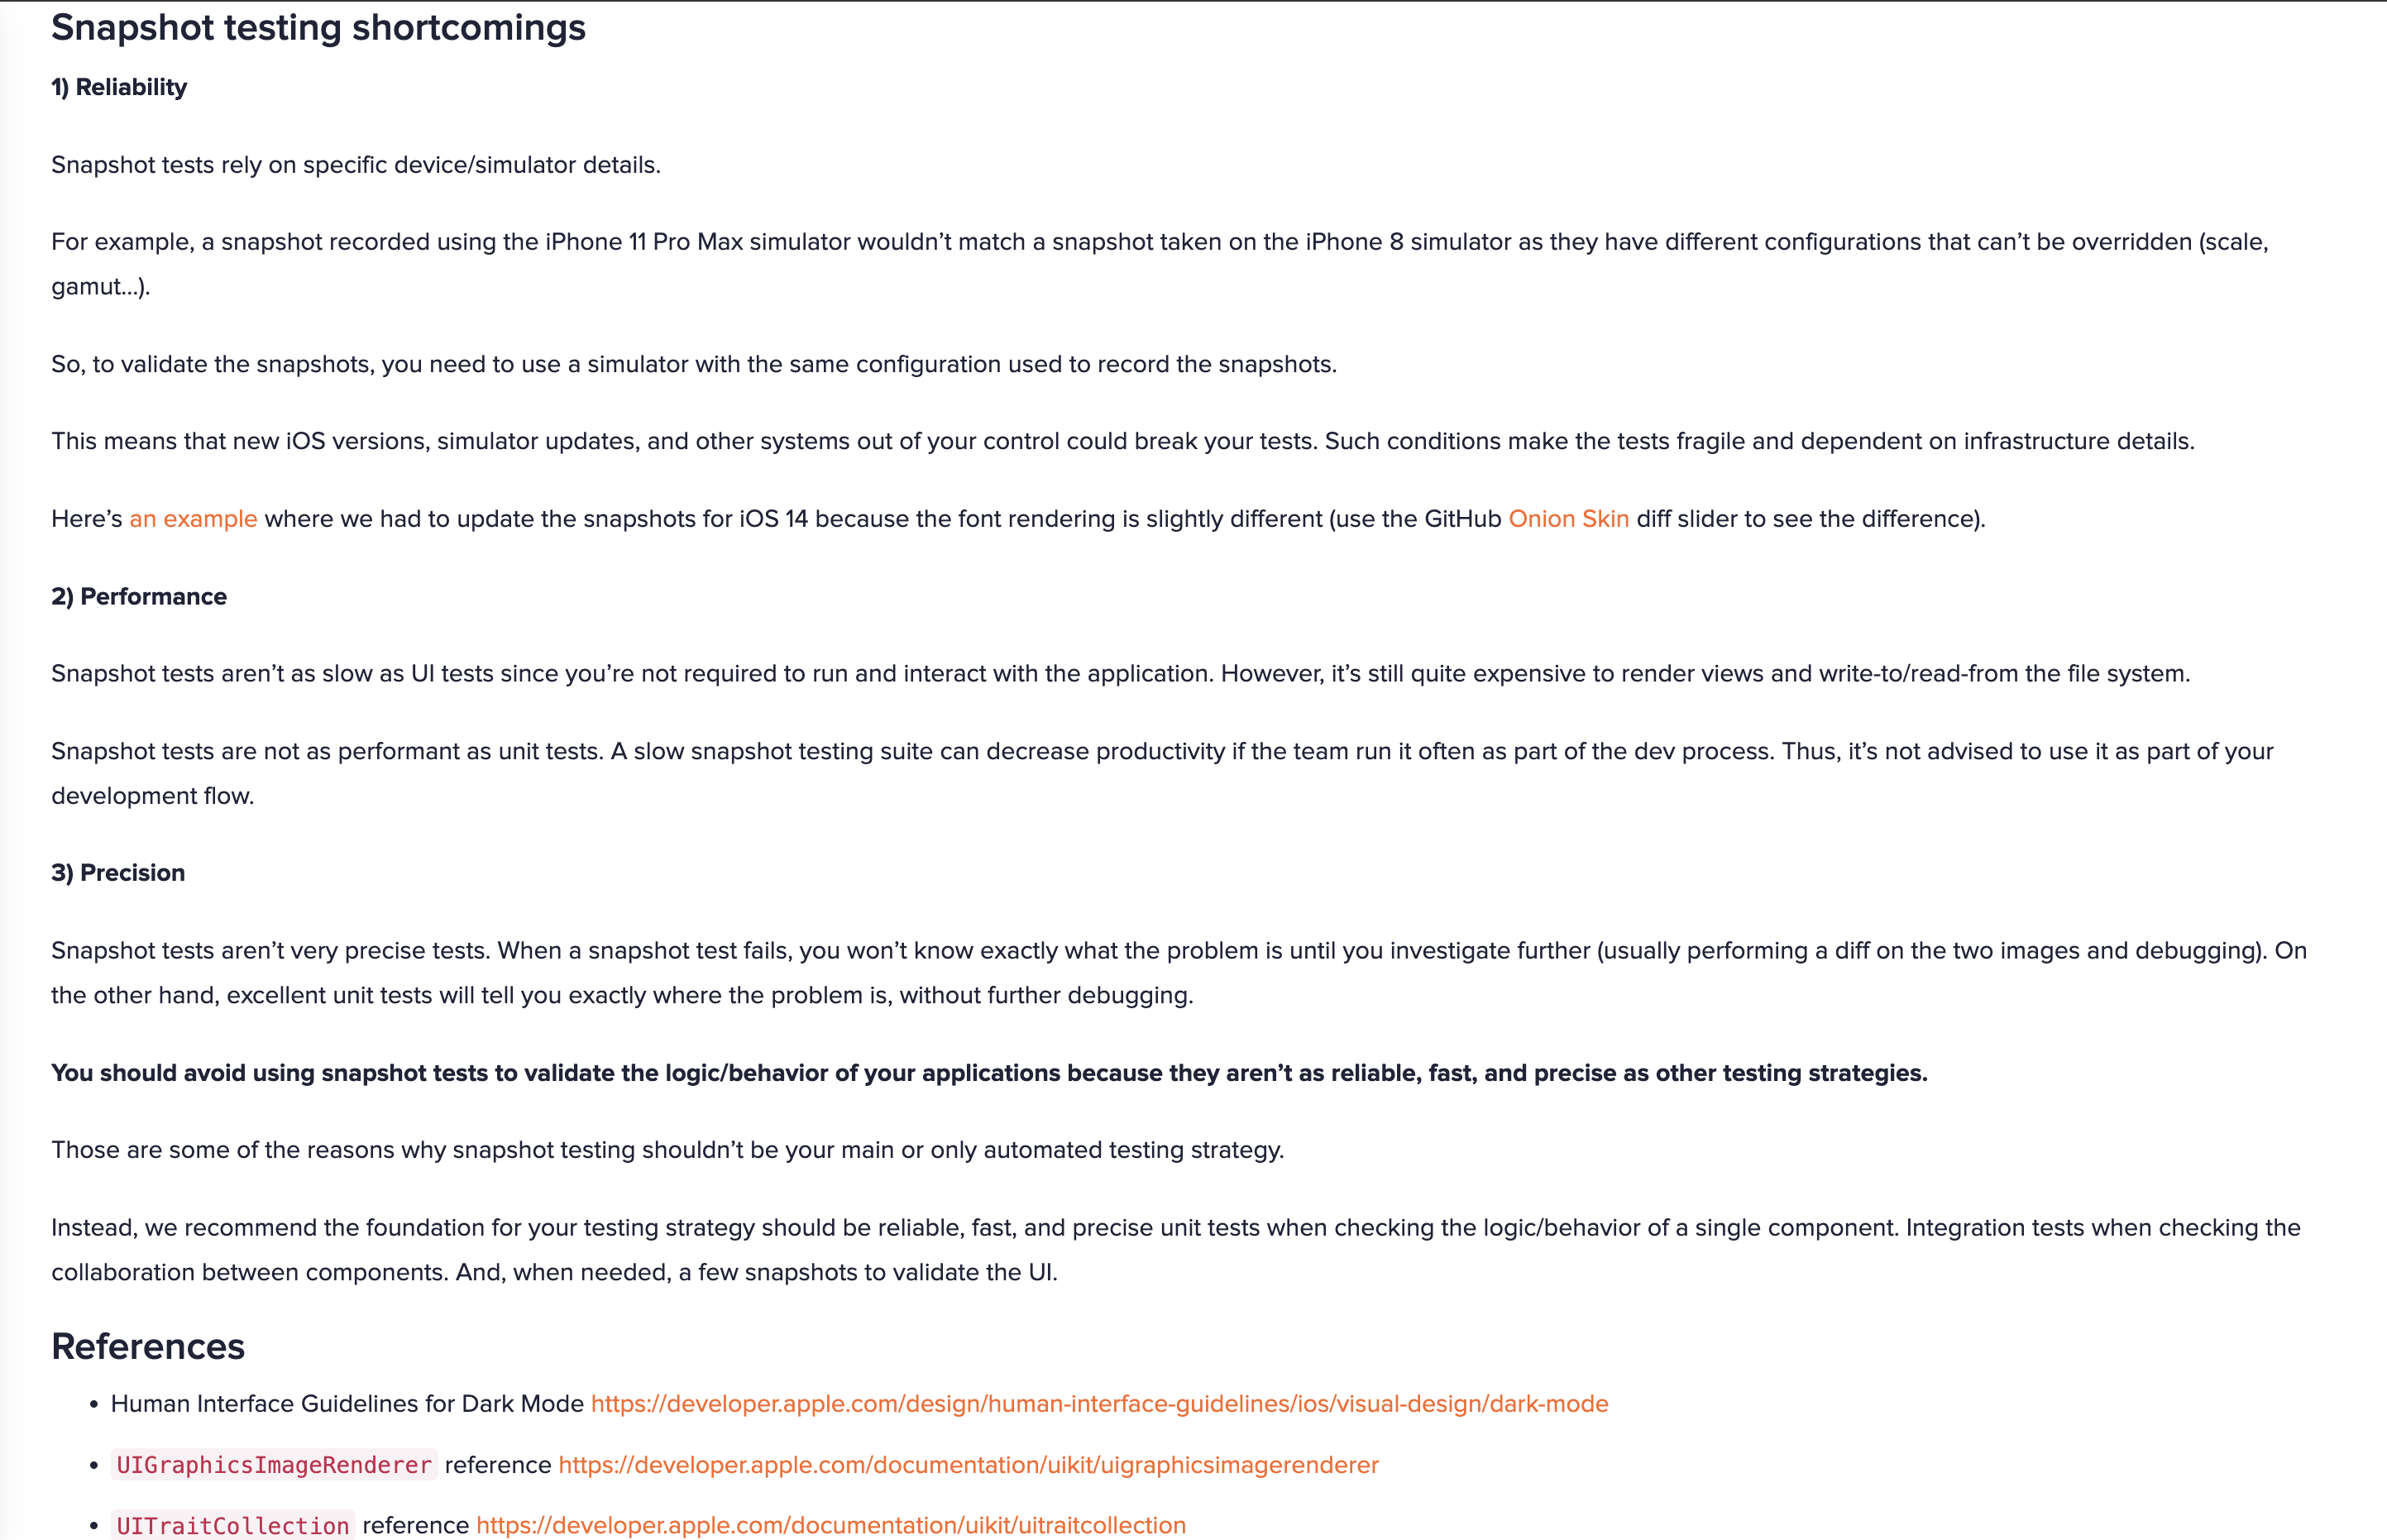 Snapshot testing shortcomings
1) Reliability
Snapshot tests rely on specific device/simulator details.
For example, a snapshot recorded using the iPhone 11 Pro Max simulator wouldn’t match a snapshot taken on the iPhone 8 simulator as they have different configurations that can’t be overridden (scale,
gamut…).
So, to validate the snapshots, you need to use a simulator with the same configuration used to record the snapshots.
This means that new iOS versions, simulator updates, and other systems out of your control could break your tests. Such conditions make the tests fragile and dependent on infrastructure details.
Here’s an example where we had to update the snapshots for iOS 14 because the font rendering is slightly different (use the GitHub Onion Skin diff slider to see the difference).
2) Performance
Snapshot tests aren’t as slow as UI tests since you’re not required to run and interact with the application. However, it’s still quite expensive to render views and write-to/read-from the file system.
Snapshot tests are not as performant as unit tests. A slow snapshot testing suite can decrease productivity if the team run it often as part of the dev process. Thus, it’s not advised to use it as part of your
development flow.
3) Precision
Snapshot tests aren’t very precise tests. When a snapshot test fails, you won’t know exactly what the problem is until you investigate further (usually performing a diff on the two images and debugging). On
the other hand, excellent unit tests will tell you exactly where the problem is, without further debugging.
You should avoid using snapshot tests to validate the logic/behavior of your applications because they aren’t as reliable, fast, and precise as other testing strategies.
Those are some of the reasons why snapshot testing shouldn’t be your main or only automated testing strategy.
Instead, we recommend the foundation for your testing strategy should be reliable, fast, and precise unit tests when checking the logic/behavior of a single component. Integration tests when checking the
collaboration between components. And, when needed, a few snapshots to validate the UI.
References
• Human Interface Guidelines for Dark Mode https://developer.apple.com/design/human-interface-guidelines/ios/visual-design/dark-mode
• UIGraphicsImageRenderer reference https://developer.apple.com/documentation/uikit/uigraphicsimagerenderer
• UITraitCollection reference https://developer.apple.com/documentation/uikit/uitraitcollection